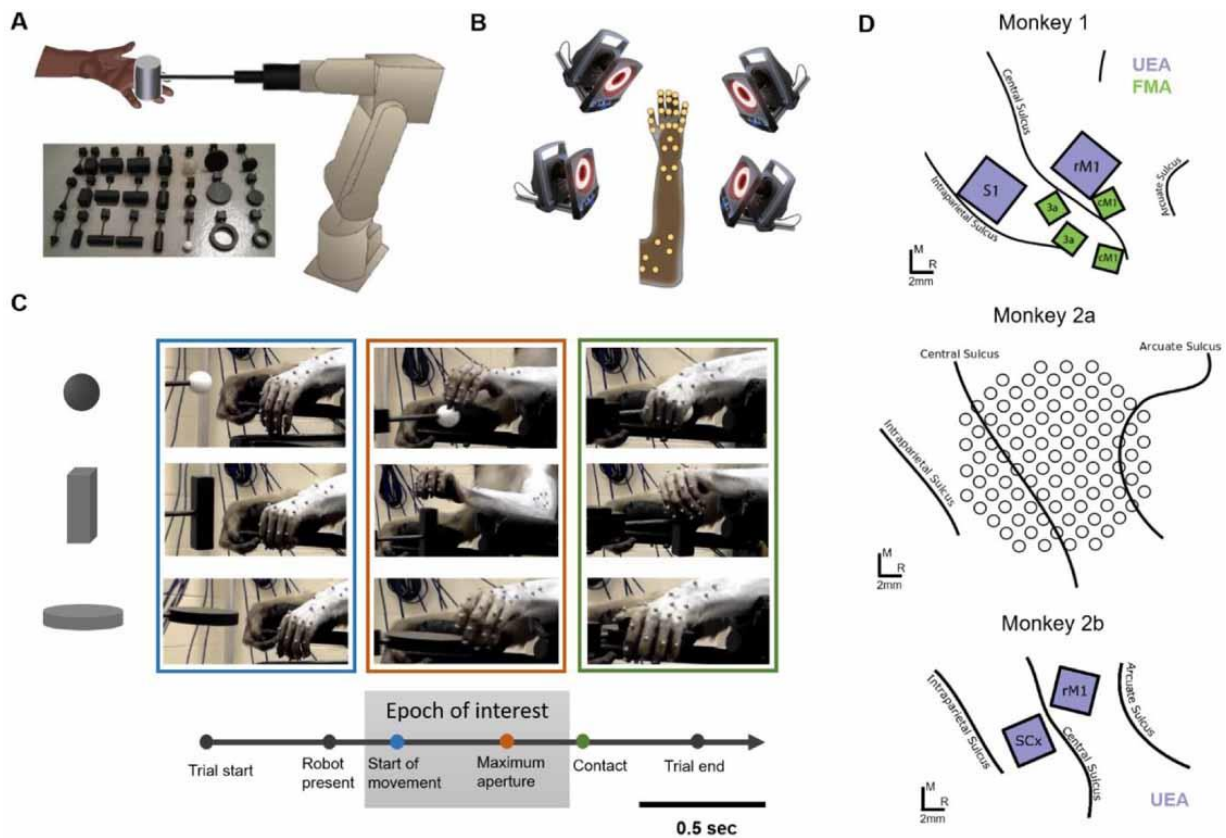 A
B
C
Epoch of interest
Trial start
Robot
present
Start of
movement
Maximum
aperture
Contact
Trial end
0.5 sec
D
Monkey 1
UEA
FMA
Central Sulcus
Intraparietal Sulcus
Arcuate Sulcus
S1
rM1
3a
cM1
3a
cM1
M
R
2mm
Monkey 2a
Central Sulcus
Arcuate Sulcus
Intraparietal Sulcus
M
R
2mm
Monkey 2b
Intraparietal Sulcus
rM1
Arcuate Sulcus
SCx
Central Sulcus
M
R
2mm
UEA